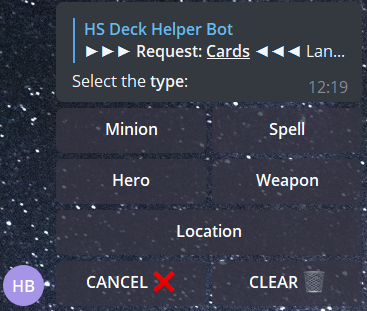 HS Deck Helper Bot
►►► Request: Cards ◄◄◄ Lan...
Select the type:
12:19
Minion
Spell
Hero
Weapon
Location
HB
CANCEL ❌
CLEAR 🗑️